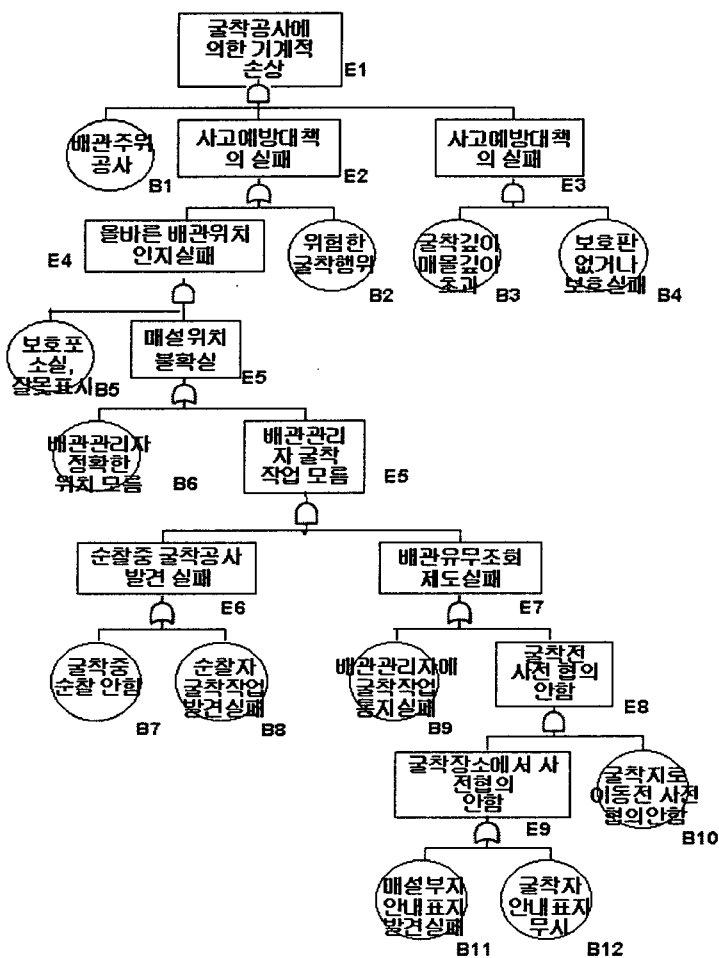 굴착공사에
의한 기계적
손상
E1
배관주위
공사
B1
사고예방대책
의 실패
E2
사고예방대책
의 실패
E3
올바른 배관위치
인지실패
E4
위험한
굴착행위
B2
굴착깊이
매몰깊이
초과
B3
보호판
없거나
보호실패
B4
보호포
소실,
잘못표시
B5
매설위치
불확실
E5
배관관리자
정확한
위치 모름
B6
배관관리
자 굴착
작업 모름
E5
순찰중 굴착공사
발견 실패
E6
배관유무조회
제도실패
E7
굴착중
순찰 안함
B7
순찰자
굴착작업
발견실패
B8
배관관리자에
굴착작업
통지실패
B9
굴착전
사전 협의
안함
E8
굴착장소에서 사
전협의
안함
E9
굴착지로
이동전 사전
협의안함
B10
매설부지
안내표지
발견실패
B11
굴착자
안내표지
무시
B12